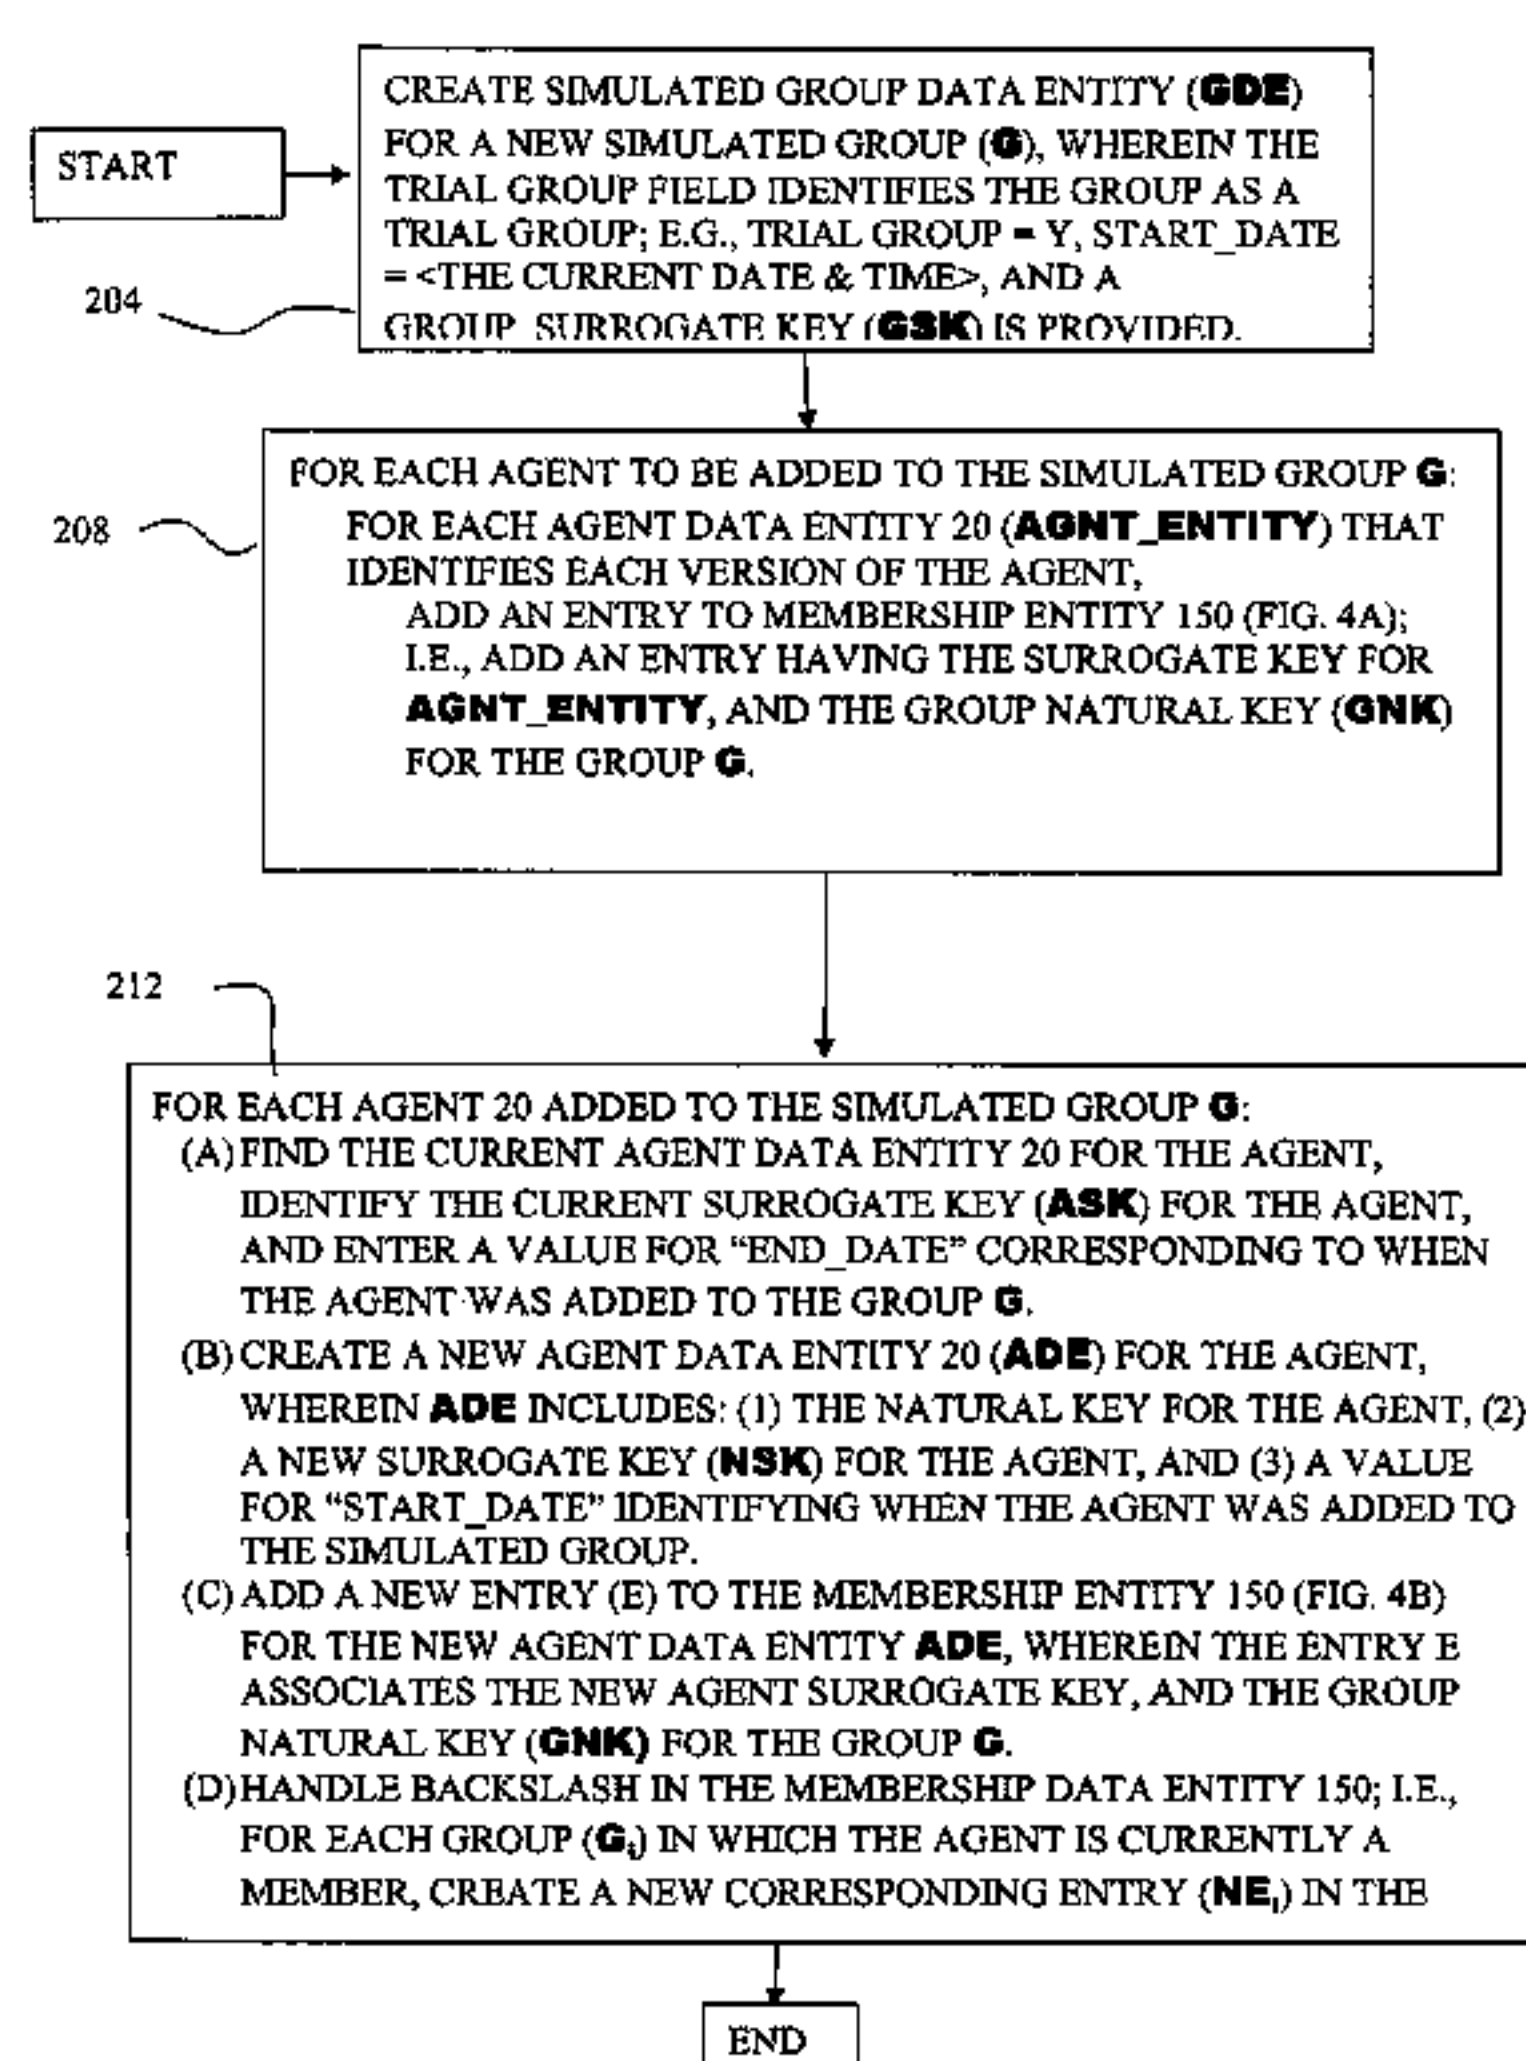 CREATE SIMULATED GROUP DATA ENTITY (GDE)
FOR A NEW SIMULATED GROUP (G), WHEREIN THE
TRIAL GROUP FIELD IDENTIFIES THE GROUP AS A
TRIAL GROUP; E.G., TRIAL GROUP = Y, START_DATE
= <THE CURRENT DATE & TIME>, AND A
GROUP SURROGATE KEY (GSK) IS PROVIDED.
START
204
FOR EACH AGENT TO BE ADDED TO THE SIMULATED GROUP G:
FOR EACH AGENT DATA ENTITY 20 (AGNT_ENTITY) THAT
IDENTIFIES EACH VERSION OF THE AGENT,
ADD AN ENTRY TO MEMBERSHIP ENTITY 150 (FIG. 4A);
I.E., ADD AN ENTRY HAVING THE SURROGATE KEY FOR
AGNT_ENTITY, AND THE GROUP NATURAL KEY (GNK)
FOR THE GROUP G.
208
212
FOR EACH AGENT 20 ADDED TO THE SIMULATED GROUP G:
(A) FIND THE CURRENT AGENT DATA ENTITY 20 FOR THE AGENT,
IDENTIFY THE CURRENT SURROGATE KEY (ASK) FOR THE AGENT,
AND ENTER A VALUE FOR “END_DATE” CORRESPONDING TO WHEN
THE AGENT WAS ADDED TO THE GROUP G.
(B) CREATE A NEW AGENT DATA ENTITY 20 (ADE) FOR THE AGENT,
WHEREIN ADE INCLUDES: (1) THE NATURAL KEY FOR THE AGENT, (2)
A NEW SURROGATE KEY (NSK) FOR THE AGENT, AND (3) A VALUE
FOR “START_DATE” IDENTIFYING WHEN THE AGENT WAS ADDED TO
THE SIMULATED GROUP.
(C) ADD A NEW ENTRY (E) TO THE MEMBERSHIP ENTITY 150 (FIG. 4B)
FOR THE NEW AGENT DATA ENTITY ADE, WHEREIN THE ENTRY E
ASSOCIATES THE NEW AGENT SURROGATE KEY, AND THE GROUP
NATURAL KEY (GNK) FOR THE GROUP G.
(D) HANDLE BACKSLASH IN THE MEMBERSHIP DATA ENTITY 150; I.E.,
FOR EACH GROUP (Gi) IN WHICH THE AGENT IS CURRENTLY A
MEMBER, CREATE A NEW CORRESPONDING ENTRY (NEi) IN THE
END